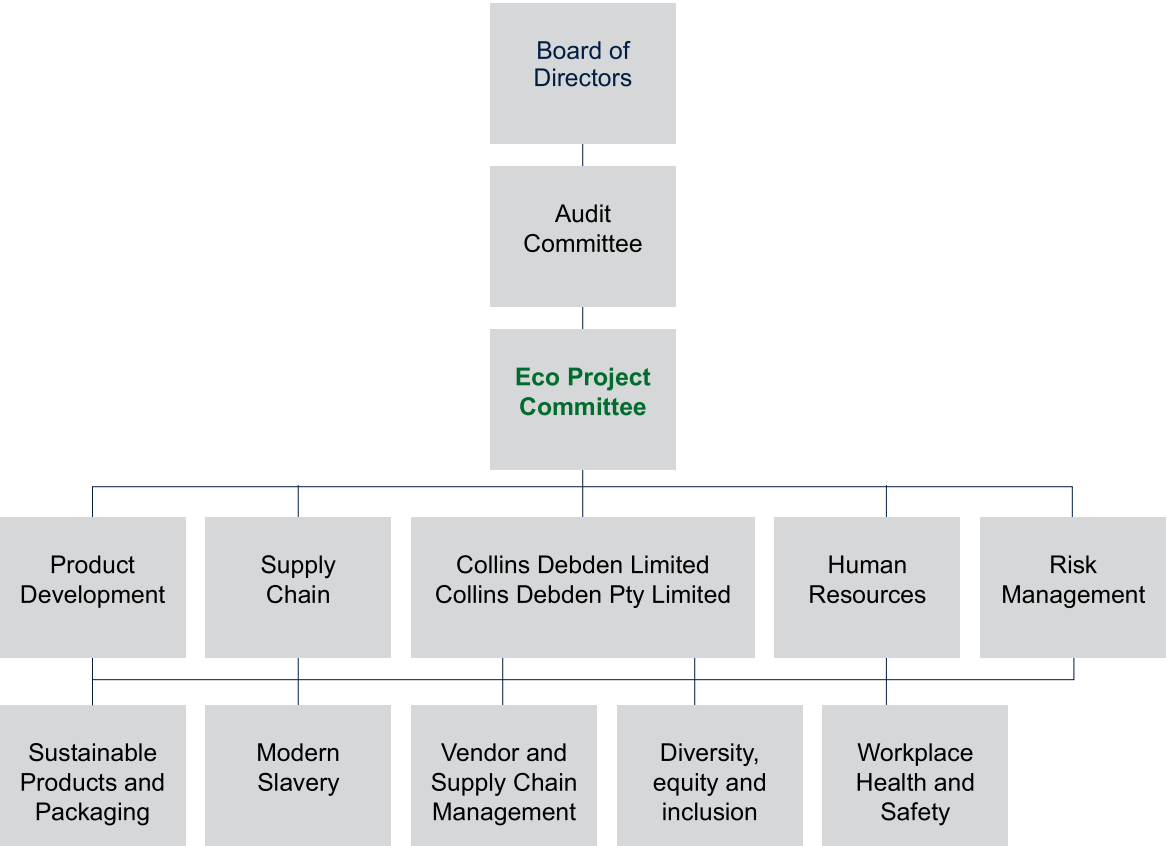 Board of
Directors
Audit
Committee
Eco Project
Committee
Product
Development
Supply
Chain
Collins Debden Limited
Collins Debden Pty Limited
Human
Resources
Risk
Management
Sustainable
Products and
Packaging
Modern
Slavery
Vendor and
Supply Chain
Management
Diversity,
equity and
inclusion
Workplace
Health and
Safety